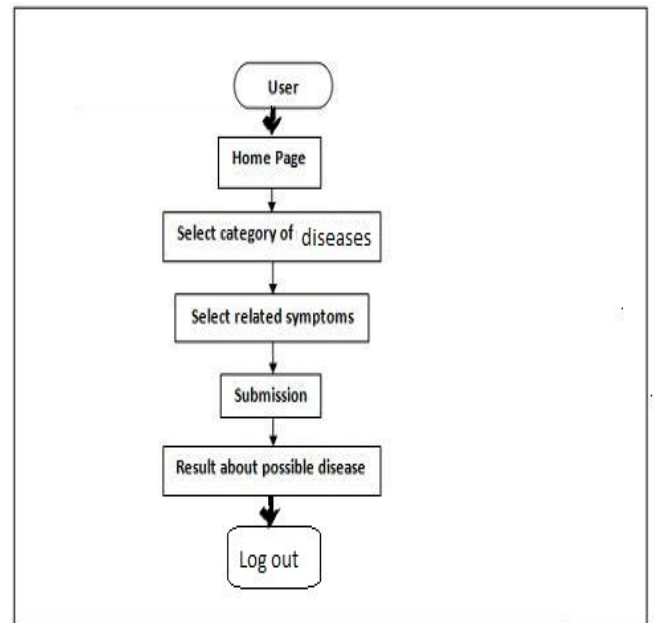 User
Home Page
Select category of diseases
Select related symptoms
Submission
Result about possible disease
Log out